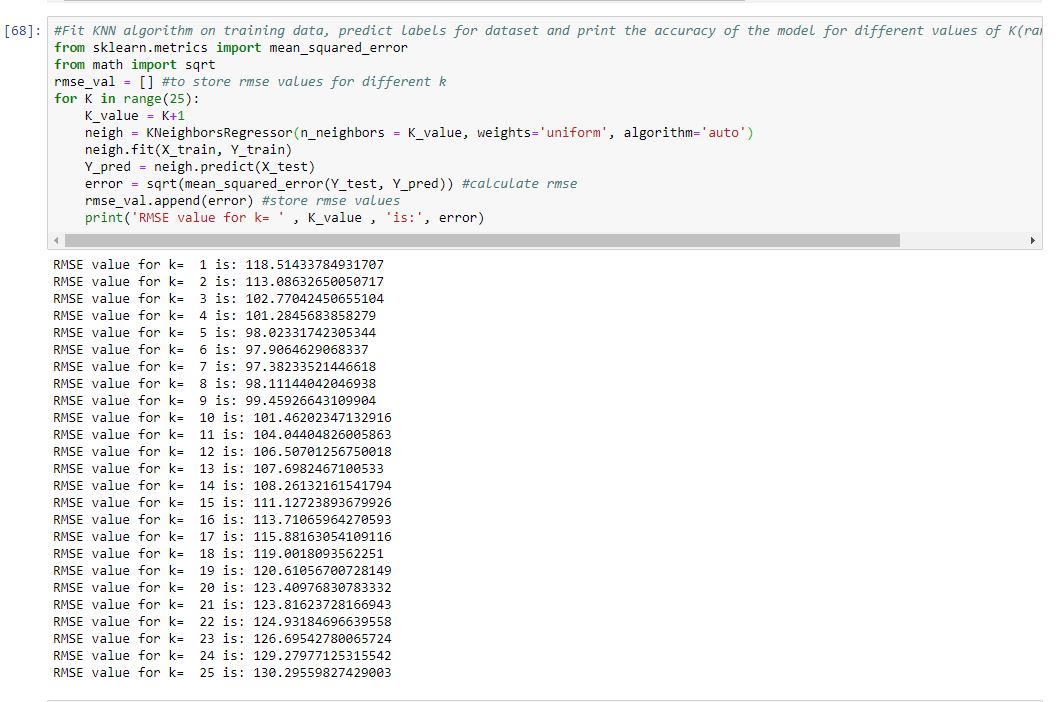 [68]: #Fit KNN algorithm on training data, predict labels for dataset and print the accuracy of the model for different values of
from sklearn.metrics import mean_squared_error
from math import sqrt
rmse_val = [] #to store rmse values for different k
for K in range(25):
    K_value = K+1
    neigh = KNeighborsRegressor(n_neighbors = K_value, weights='uniform', algorithm='auto')
    neigh.fit(X_train, Y_train)
    Y_pred = neigh.predict(X_test)
    error = sqrt(mean_squared_error(Y_test, Y_pred)) #calculate rmse
    rmse_val.append(error) #store rmse values
    print('RMSE value for k= ' , K_value , 'is:', error)
RMSE value for k=  1 is: 118.51433784931707
RMSE value for k=  2 is: 113.08632650050717
RMSE value for k=  3 is: 102.77042450655104
RMSE value for k=  4 is: 101.2845683858279
RMSE value for k=  5 is: 98.02331742305344
RMSE value for k=  6 is: 97.9064629068337
RMSE value for k=  7 is: 97.38233521446618
RMSE value for k=  8 is: 98.11144042046938
RMSE value for k=  9 is: 99.45926643109904
RMSE value for k=  10 is: 101.46202347132916
RMSE value for k=  11 is: 104.04404826005863
RMSE value for k=  12 is: 106.50701256750018
RMSE value for k=  13 is: 107.6982467100533
RMSE value for k=  14 is: 108.26132161541794
RMSE value for k=  15 is: 111.12723893679926
RMSE value for k=  16 is: 113.71065964270593
RMSE value for k=  17 is: 115.88163054109116
RMSE value for k=  18 is: 119.0018093562251
RMSE value for k=  19 is: 120.61056700728149
RMSE value for k=  20 is: 123.40976830783332
RMSE value for k=  21 is: 123.81623728166943
RMSE value for k=  22 is: 124.93184696639558
RMSE value for k=  23 is: 126.69542780065724
RMSE value for k=  24 is: 129.27977125315542
RMSE value for k=  25 is: 130.29559827429003